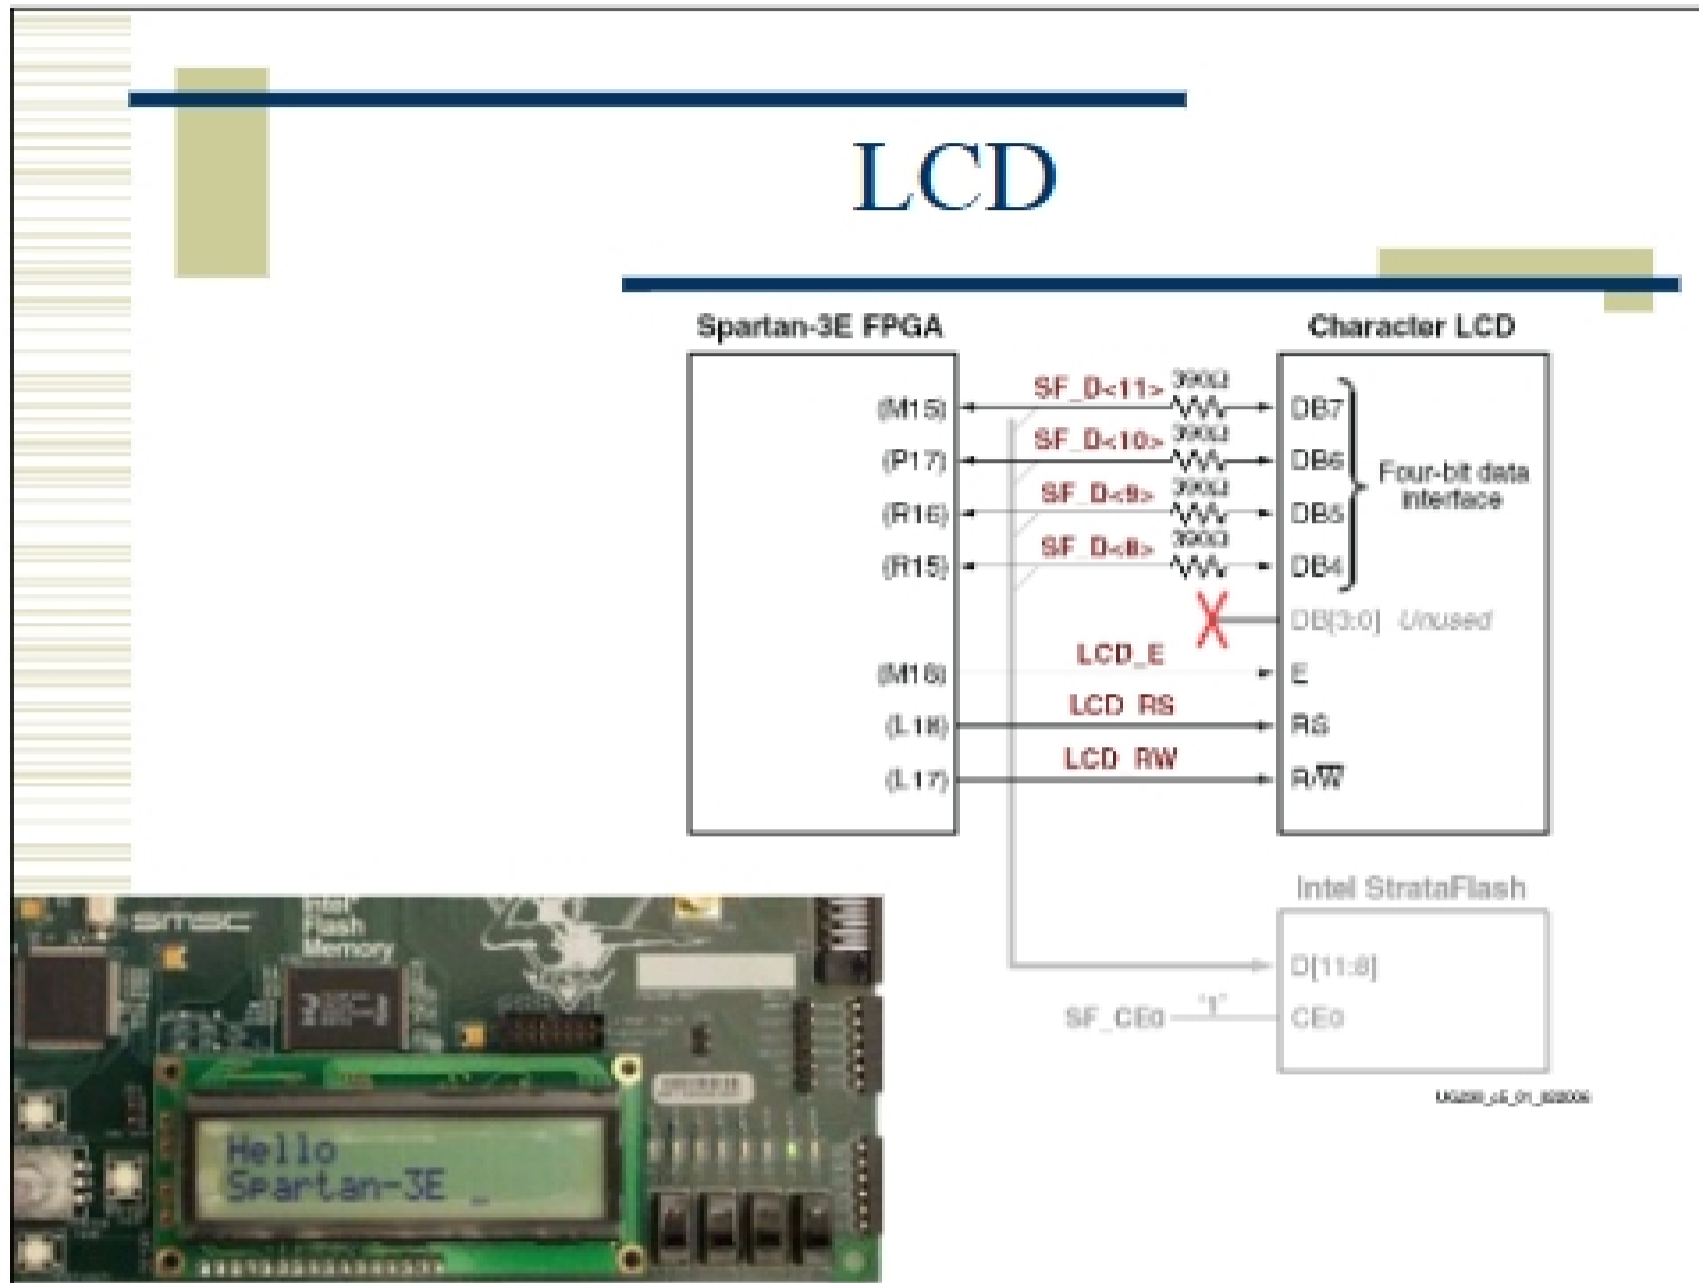 LCD
Spartan-3E FPGA
Character LCD
(M15)
SF_D<11>
390Ω
DB7
(P17)
SF_D<10>
390Ω
DB6
(R16)
SF_D<9>
390Ω
DB5
(R15)
SF_D<8>
390Ω
DB4
Four-bit data
interface
DB[3:0] Unused
(M18)
LCD_E
E
(L18)
LCD_RS
RS
(L17)
LCD_RW
R/W
Intel StrataFlash
D[11:8]
SF_CE0
"1"
CE0
smsc
Intel
Flash
Memory
Hello
Spartan-3E _